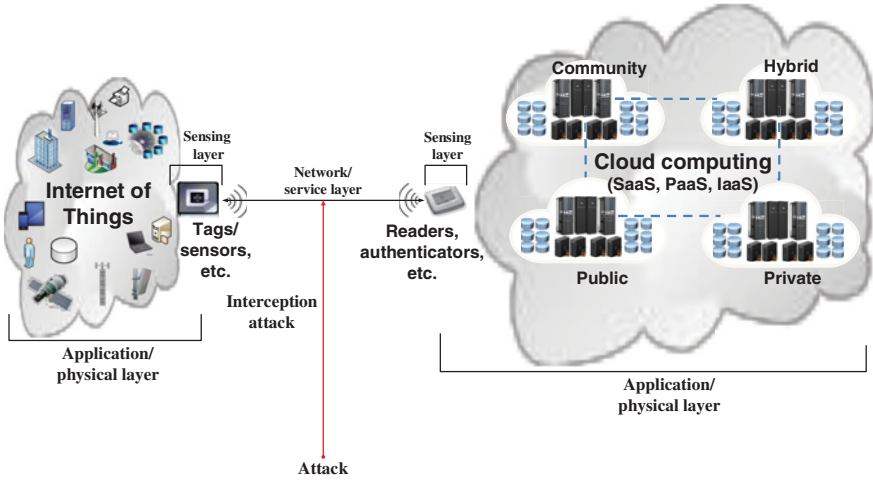 Community
Hybrid
Sensing
layer
Sensing
layer
Network/
service layer
Internet of
Things
Cloud computing
(SaaS, PaaS, IaaS)
Tags/
sensors,
etc.
Readers,
authenticators,
etc.
Public
Private
Interception
attack
Application/
physical layer
Application/
physical layer
Attack